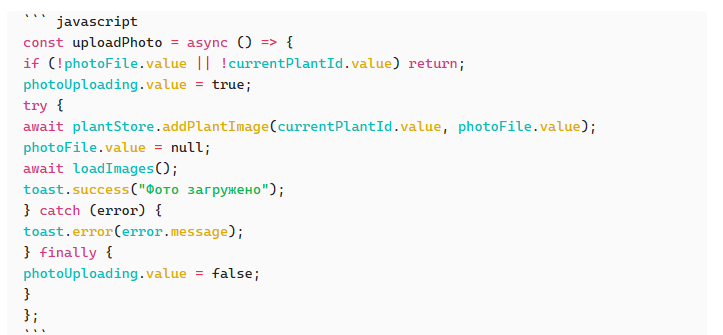 ``` javascript
const uploadPhoto = async () => {
if (!photoFile.value || !currentPlantId.value) return;
photoUploading.value = true;
try {
await plantStore.addPlantImage(currentPlantId.value, photoFile.value);
photoFile.value = null;
await loadImages();
toast.success("Фото загружено");
} catch (error) {
toast.error(error.message);
} finally {
photoUploading.value = false;
}
};
```